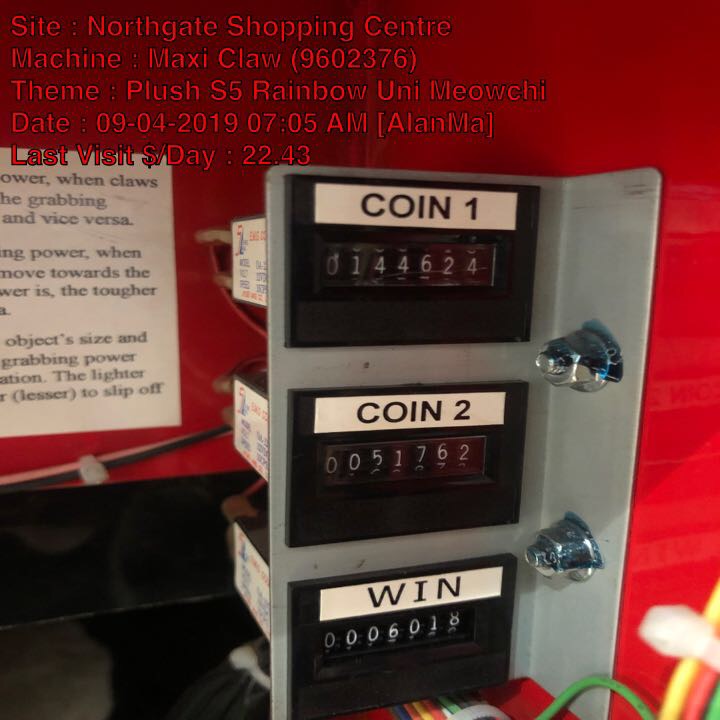 Site : Northgate Shopping Centre
Machine : Maxi Claw (9602376)
Theme : Plush S5 Rainbow Uni Meowchi
Date : 09-04-2019 07:05 AM [AlanMa]
Last Visit $/Day : 22.43
ower, when claws
he grabbing
and vice versa.
ing power, when
move towards the
wer is, the tougher
a.
object's size and
grabbing power
ation. The lighter
r (lesser) to slip off
COIN 1
0144624
COIN 2
0051762
WIN
0006018